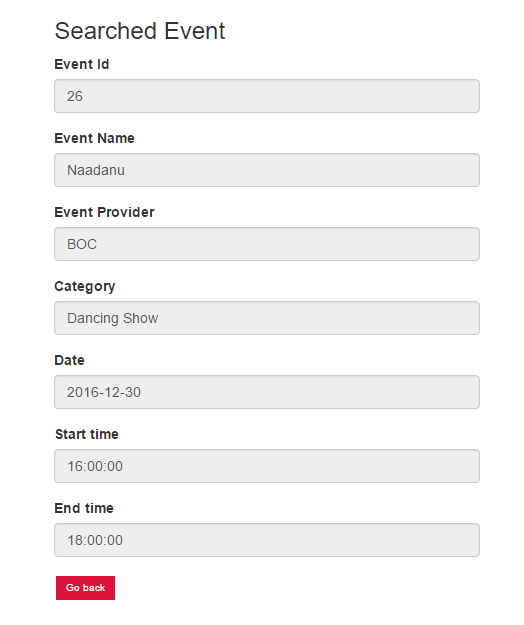 Searched Event
Event Id
26
Event Name
Naadanu
Event Provider
BOC
Category
Dancing Show
Date
2016-12-30
Start time
16:00:00
End time
18:00:00
Go back